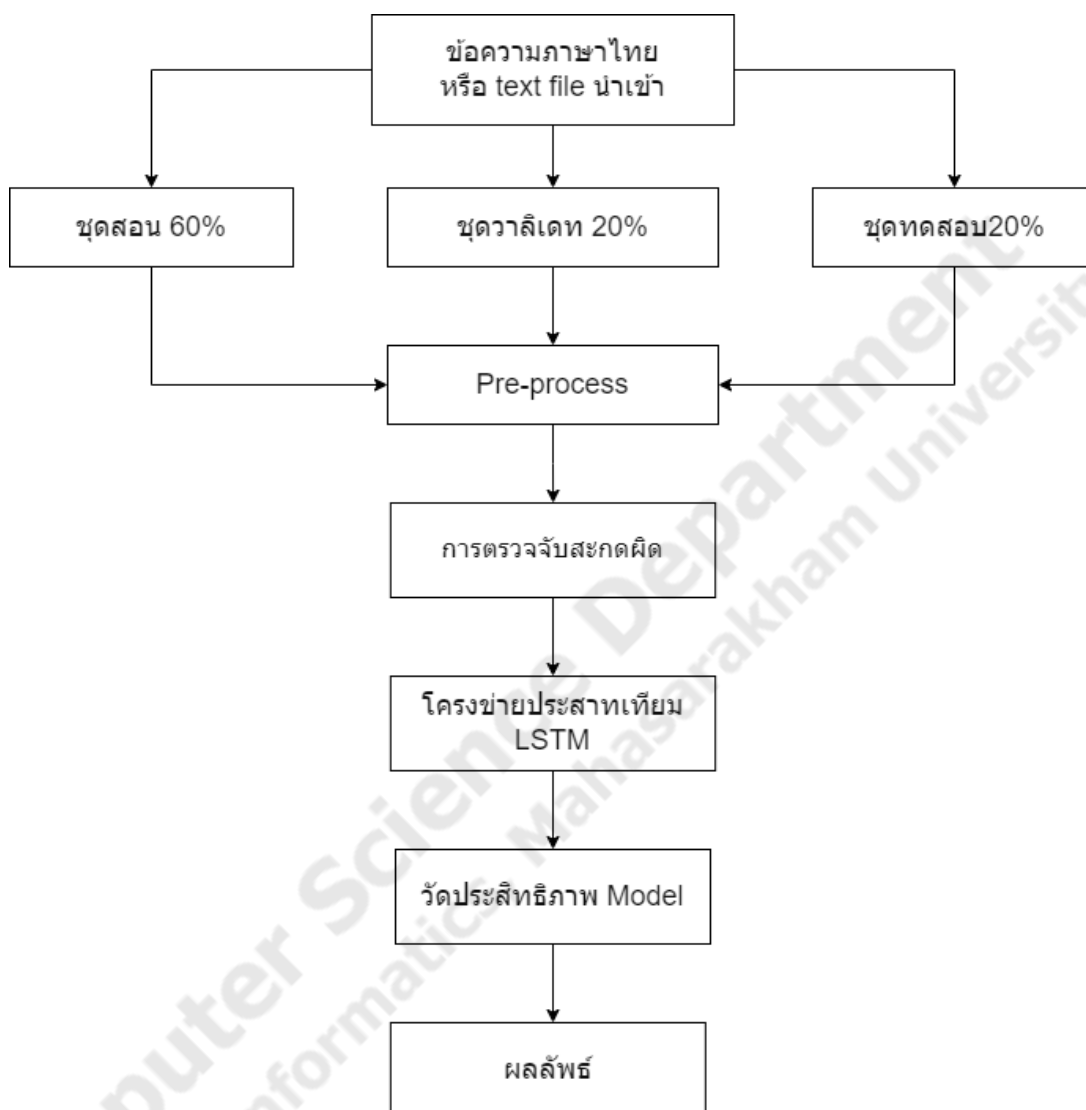 ข้อความภาษาไทย
หรือ text file นำเข้า
ชุดสอน 60%
ชุดวาลิเดท 20%
ชุดทดสอบ20%
Pre-process
การตรวจจับสะกดผิด
โครงข่ายประสาทเทียม
LSTM
วัดประสิทธิภาพ Model
ผลลัพธ์
Science Department
Mahasarakham